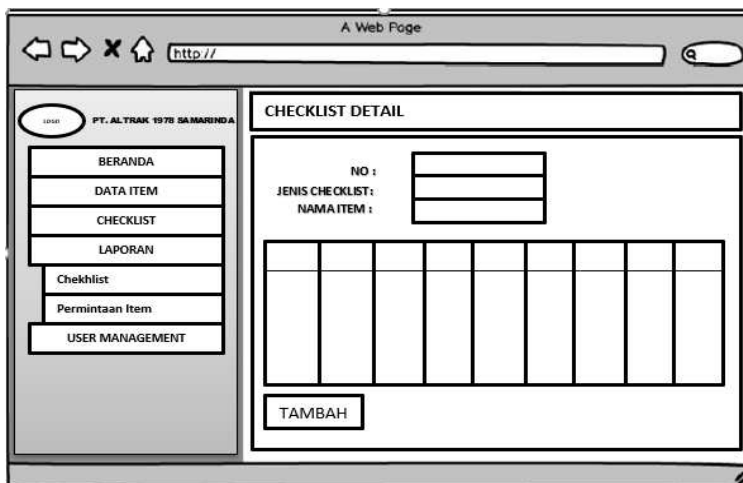 A Web Page
http://
LOGO
PT. ALTRAK 1978 SAMARINDA
BERANDA
DATA ITEM
CHECKLIST
LAPORAN
Chekhlist
Permintaan Item
USER MANAGEMENT
CHECKLIST DETAIL
NO :
JENIS CHECKLIST:
NAMA ITEM :
TAMBAH